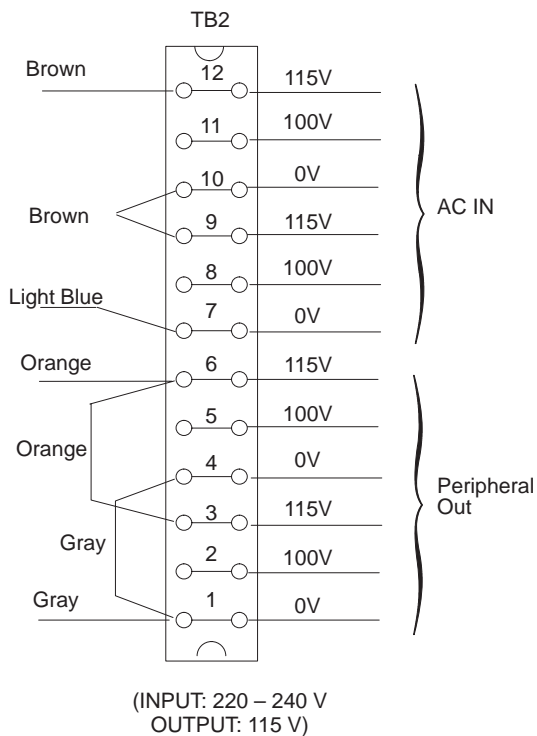 TB2
Brown 12 115V
11 100V
10 0V
Brown
9 115V
AC IN
8 100V
Light Blue
7 0V
Orange 6 115V
5 100V
Orange
4 0V
Peripheral
Out
3 115V
Gray
2 100V
Gray 1 0V
(INPUT: 220 – 240 V
OUTPUT: 115 V)